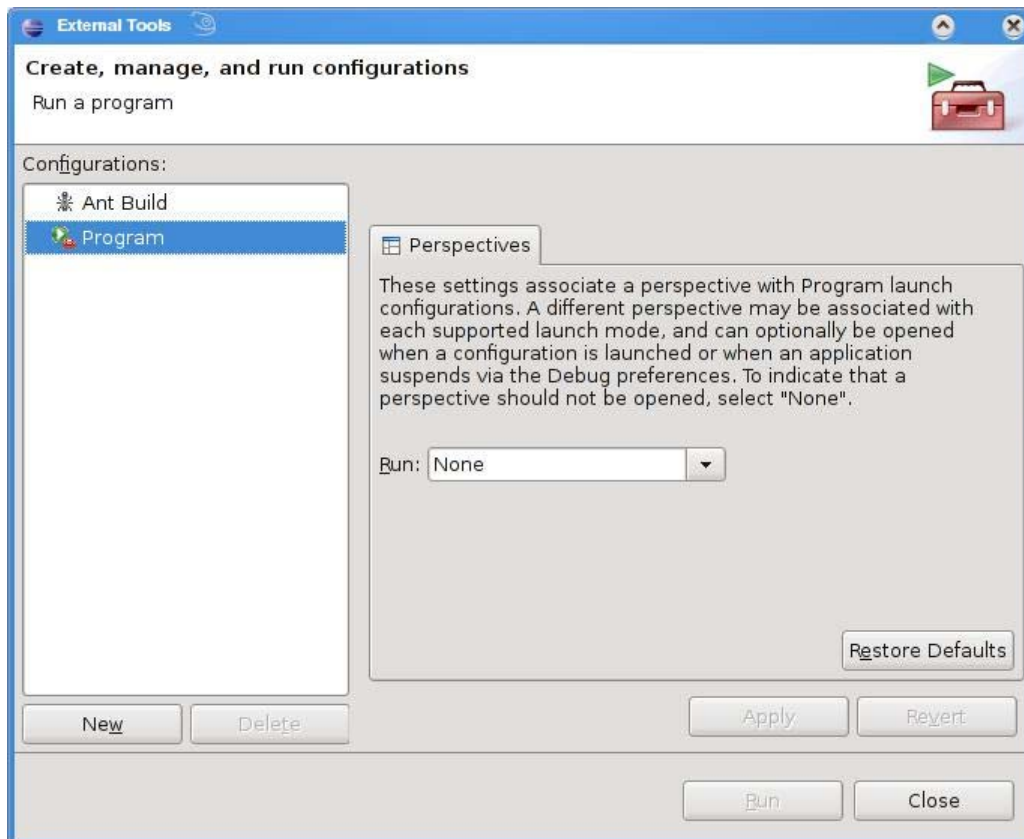 External Tools
Create, manage, and run configurations
Run a program
Configurations:
Ant Build
Program
Perspectives
These settings associate a perspective with Program launch
configurations. A different perspective may be associated with
each supported launch mode, and can optionally be opened
when a configuration is launched or when an application
suspends via the Debug preferences. To indicate that a
perspective should not be opened, select "None".
Run: None
Restore Defaults
New Delete Apply Revert
Run Close